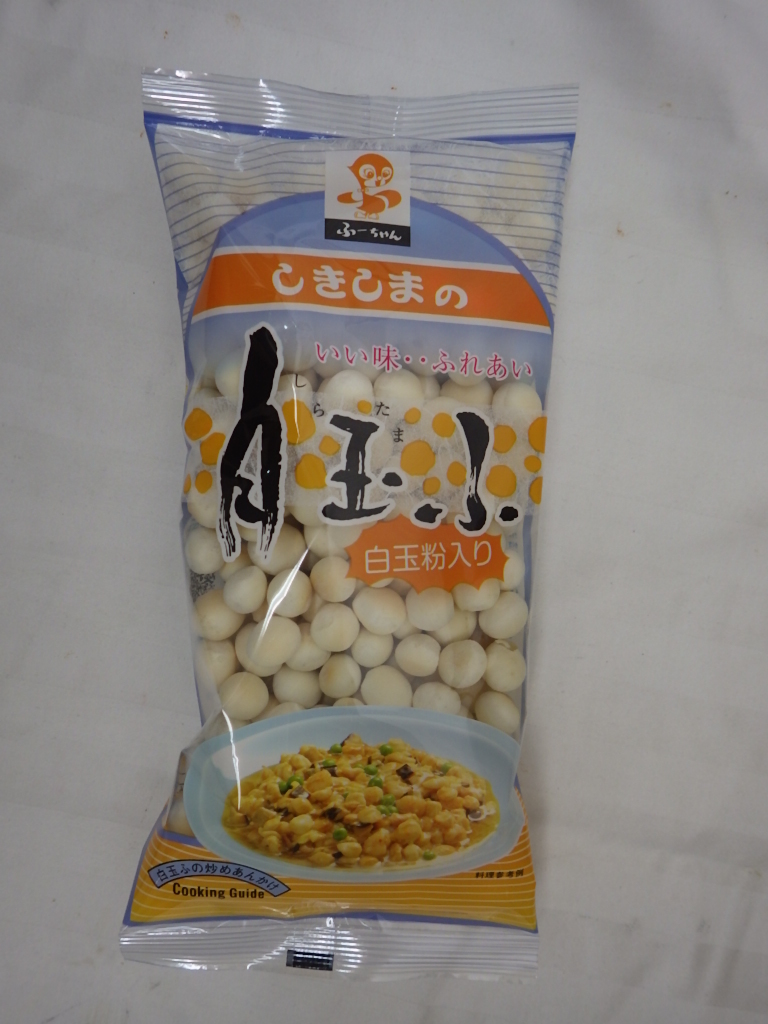 ふーちゃん
しきしまの
いい味・・ふれあい
しらたま
白玉ふ
白玉粉入り
白玉ふの炒めあんかけ
Cooking Guide
料理参考例